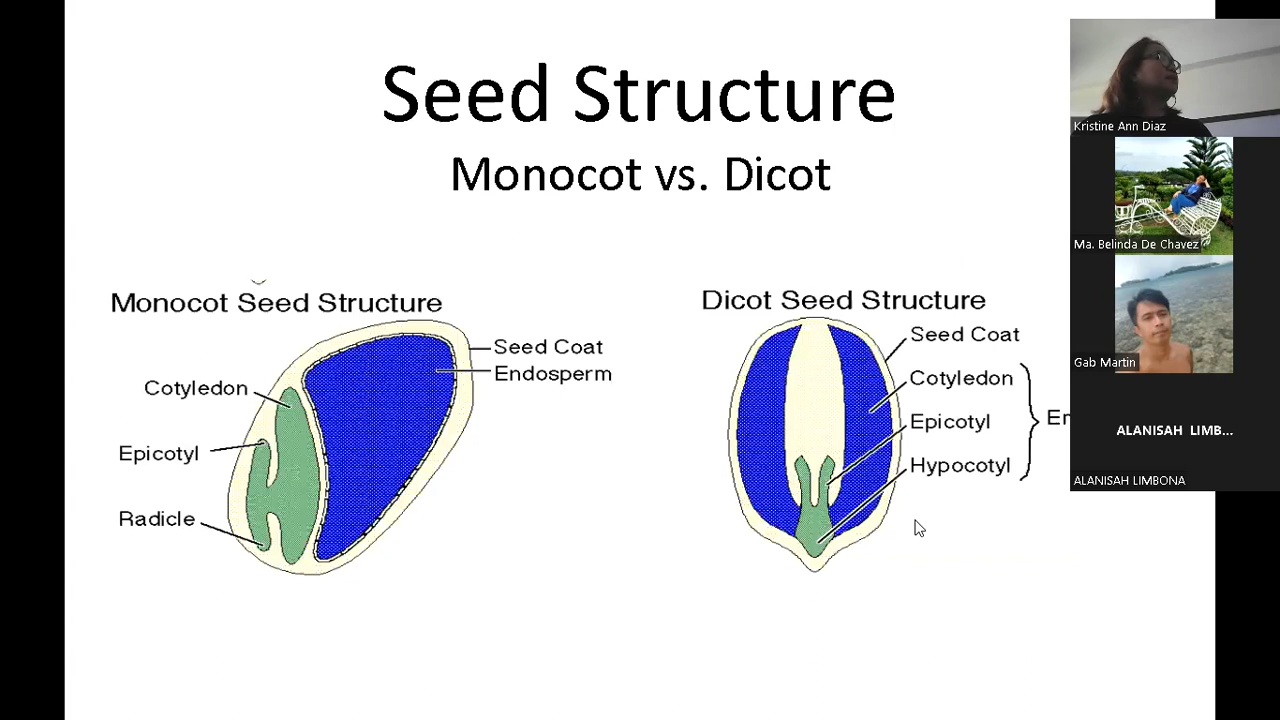 Seed Structure
Monocot vs. Dicot
Monocot Seed Structure
Seed Coat
Endosperm
Cotyledon
Epicotyl
Radicle
Dicot Seed Structure
Seed Coat
Cotyledon
Epicotyl
Hypocotyl
Kristine Ann Diaz
Ma. Belinda De Chavez
Gab Martin
ALANISAH LIMB...
ALANISAH LIMBONA